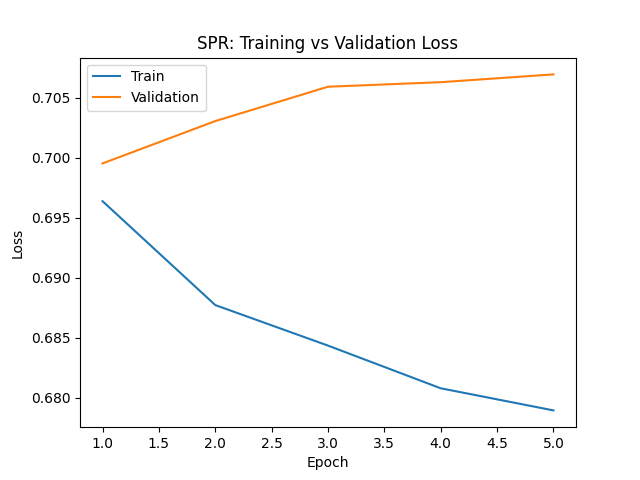 SPR: Training vs Validation Loss
Train
Validation
0.705
0.700
0.695
0.690
0.685
0.680
Loss
1.0 1.5 2.0 2.5 3.0 3.5 4.0 4.5 5.0
Epoch